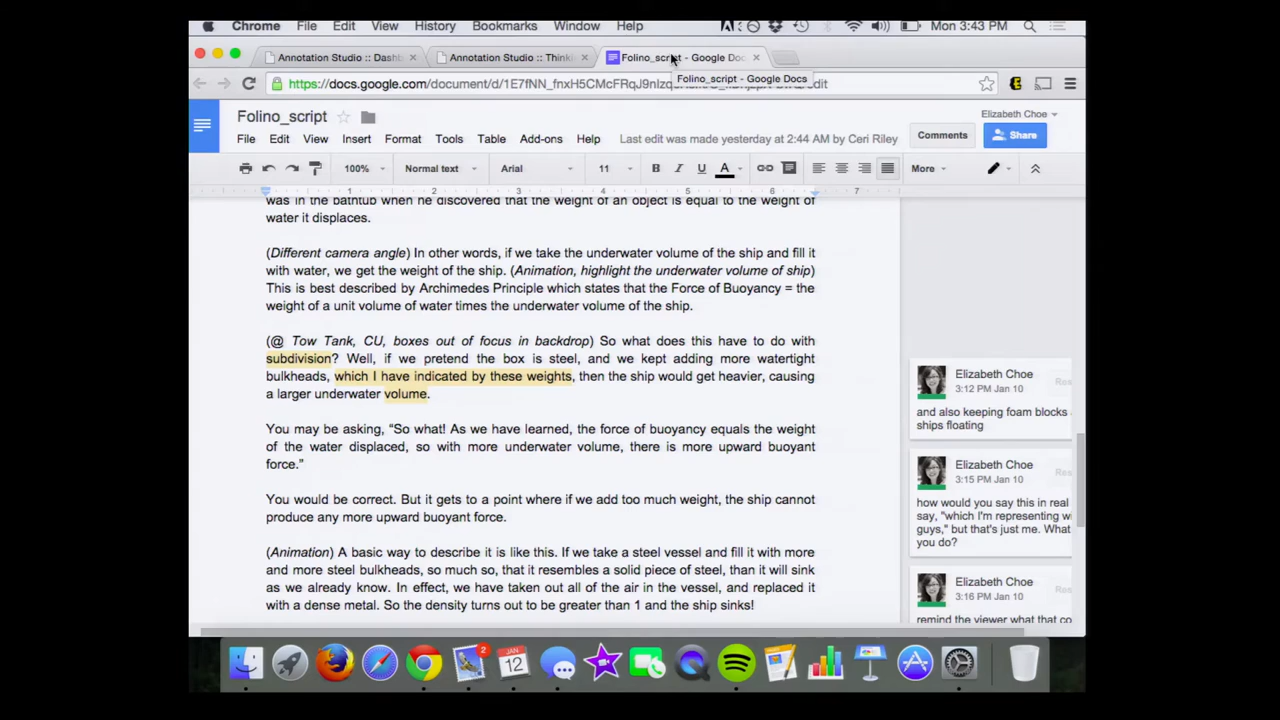 Chrome File Edit View History Bookmarks Window Help Mon 3:43 PM
Annotation Studio :: Dashb Annotation Studio :: Thinki Folino_script - Google Doc
Folino_script - Google Docs
https://docs.google.com/document/d/
Folino_script
Elizabeth Choe
File Edit View Insert Format Tools Table Add-ons Help Last edit was made yesterday at 2:44 AM by Ceri Riley
Comments Share
100% Normal text Arial 11 B I U A More
1 2 3 4 5 6 7
was in the bathtub when he discovered that the weight of an object is equal to the weight of
water it displaces.
(Different camera angle) In other words, if we take the underwater volume of the ship and fill it
with water, we get the weight of the ship. (Animation, highlight the underwater volume of ship)
This is best described by Archimedes Principle which states that the Force of Buoyancy = the
weight of a unit volume of water times the underwater volume of the ship.
(@ Tow Tank, CU, boxes out of focus in backdrop) So what does this have to do with
subdivision? Well, if we pretend the box is steel, and we kept adding more watertight
bulkheads, which I have indicated by these weights, then the ship would get heavier, causing
a larger underwater volume.
You may be asking, “So what! As we have learned, the force of buoyancy equals the weight
of the water displaced, so with more underwater volume, there is more upward buoyant
force.”
You would be correct. But it gets to a point where if we add too much weight, the ship cannot
produce any more upward buoyant force.
(Animation) A basic way to describe it is like this. If we take a steel vessel and fill it with more
and more steel bulkheads, so much so, that it resembles a solid piece of steel, than it will sink
as we already know. In effect, we have taken out all of the air in the vessel, and replaced it
with a dense metal. So the density turns out to be greater than 1 and the ship sinks!
Elizabeth Choe
3:12 PM Jan 10
and also keeping foam blocks
ships floating
Elizabeth Choe
3:15 PM Jan 10
how would you say this in real
say, "which I'm representing w
guys," but that's just me. What
you do?
Elizabeth Choe
3:16 PM Jan 10
remind the viewer what that co
2
JAN
12